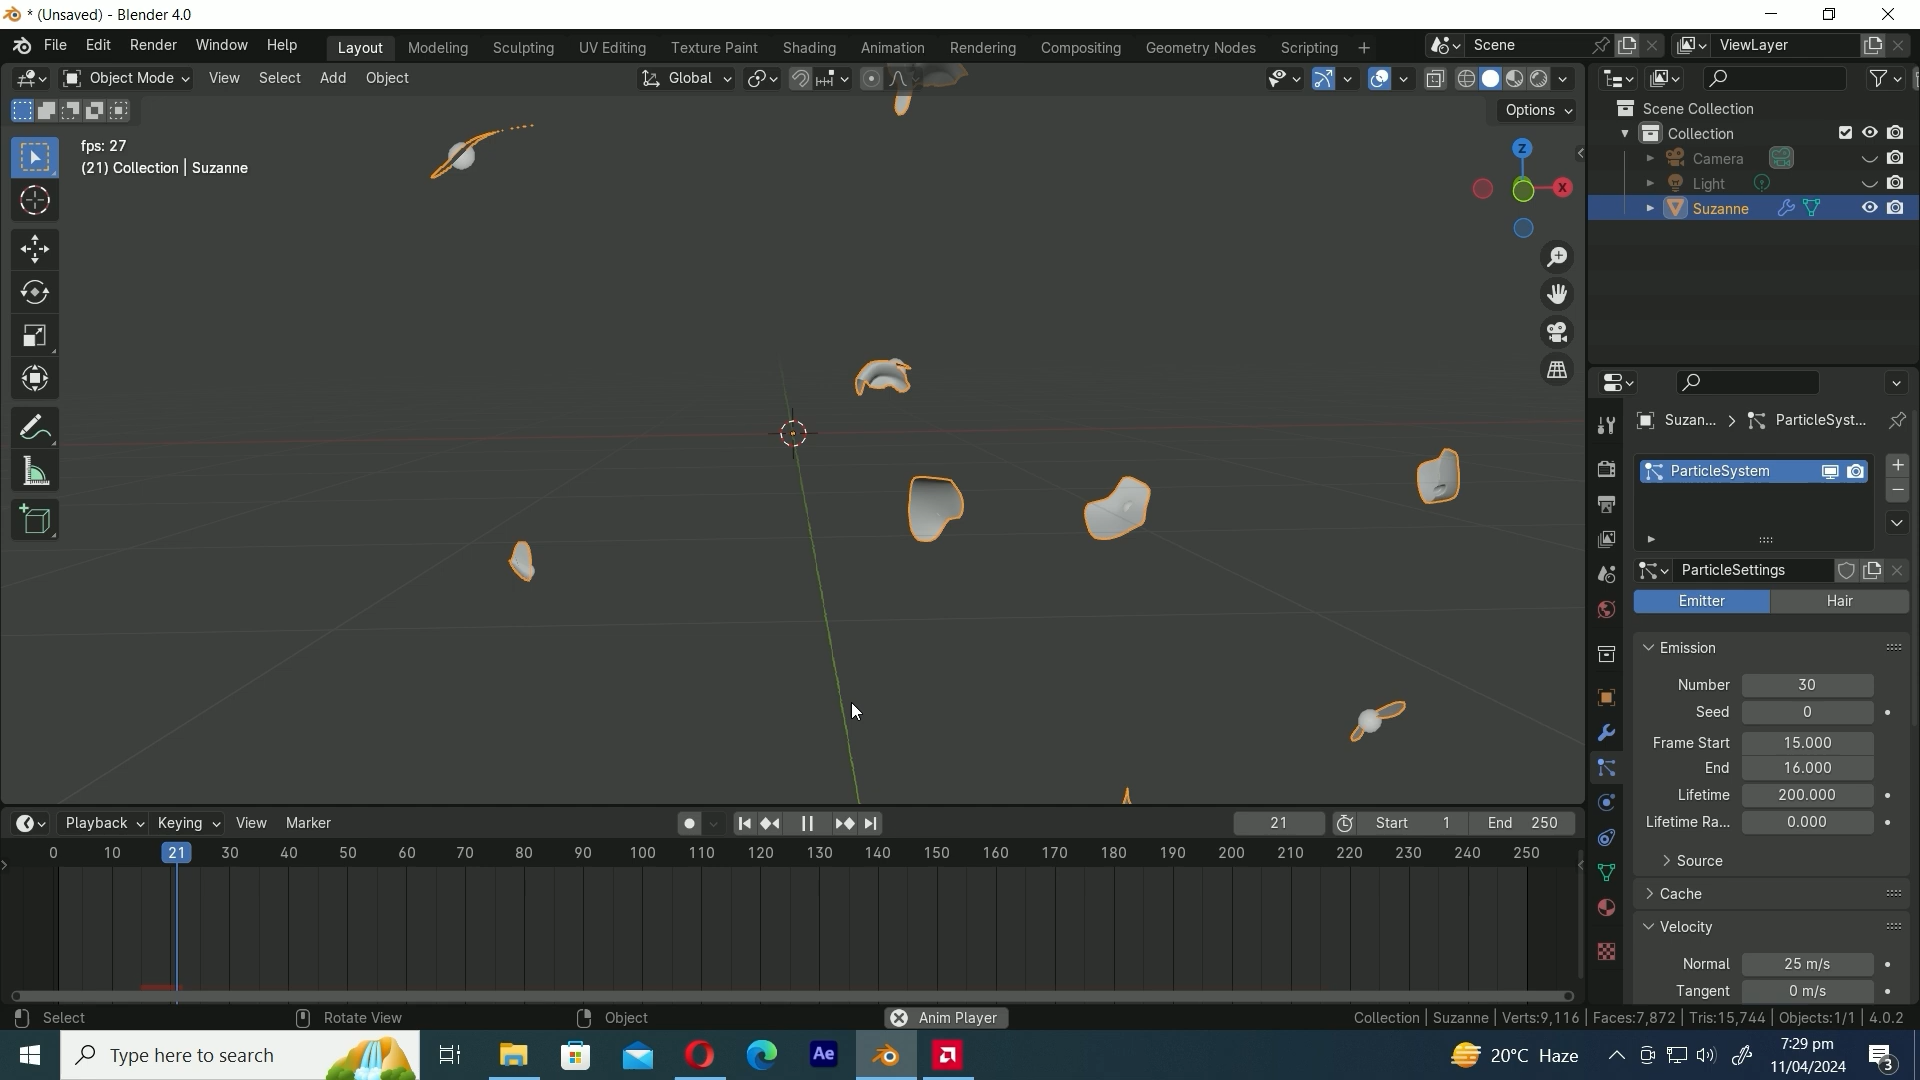 * (Unsaved) - Blender 4.0
File Edit Render Window Help
Layout Modeling Sculpting UV Editing Texture Paint Shading Animation Rendering Compositing Geometry Nodes Scripting +
Scene
ViewLayer
Object Mode View Select Add Object
Global
Options
fps: 27
(21) Collection | Suzanne
Z
X
Scene Collection
Collection
Camera
Light
Suzanne
Suzan... > ParticleSyst...
ParticleSystem
ParticleSettings
Emitter Hair
Emission
Number 30
Seed 0
Frame Start 15.000
End 16.000
Lifetime 200.000
Lifetime Ra... 0.000
Source
Cache
Velocity
Normal 25 m/s
Tangent 0 m/s
Playback Keying View Marker
21 Start 1 End 250
0 10 21 30 40 50 60 70 80 90 100 110 120 130 140 150 160 170 180 190 200 210 220 230 240 250
Select Rotate View Object Anim Player Collection | Suzanne | Verts:9,116 | Faces:7,872 | Tris:15,744 | Objects:1/1 | 4.0.2
Type here to search
Ae
20°C Haze
7:29 pm
11/04/2024
3